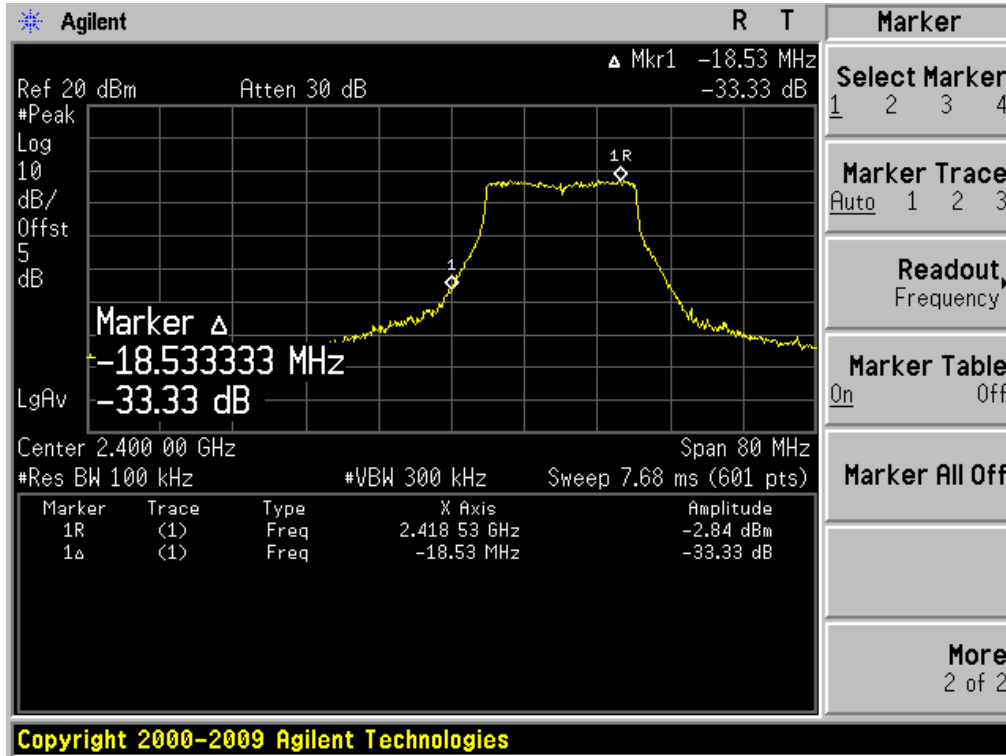 Agilent R T
Δ Mkr1 -18.53 MHz
Ref 20 dBm Atten 30 dB -33.33 dB
#Peak
Log
10
dB/
Offst
5
dB
LgAv
1R
1
Marker Δ
-18.533333 MHz
-33.33 dB
Center 2.400 00 GHz Span 80 MHz
#Res BW 100 kHz #VBW 300 kHz Sweep 7.68 ms (601 pts)
Marker Trace Type X Axis Amplitude
1R (1) Freq 2.418 53 GHz -2.84 dBm
1Δ (1) Freq -18.53 MHz -33.33 dB
Marker
Select Marker
1 2 3 4
Marker Trace
Auto 1 2 3
Readout
Frequency
Marker Table
On Off
Marker All Off
More
2 of 2
Copyright 2000-2009 Agilent Technologies